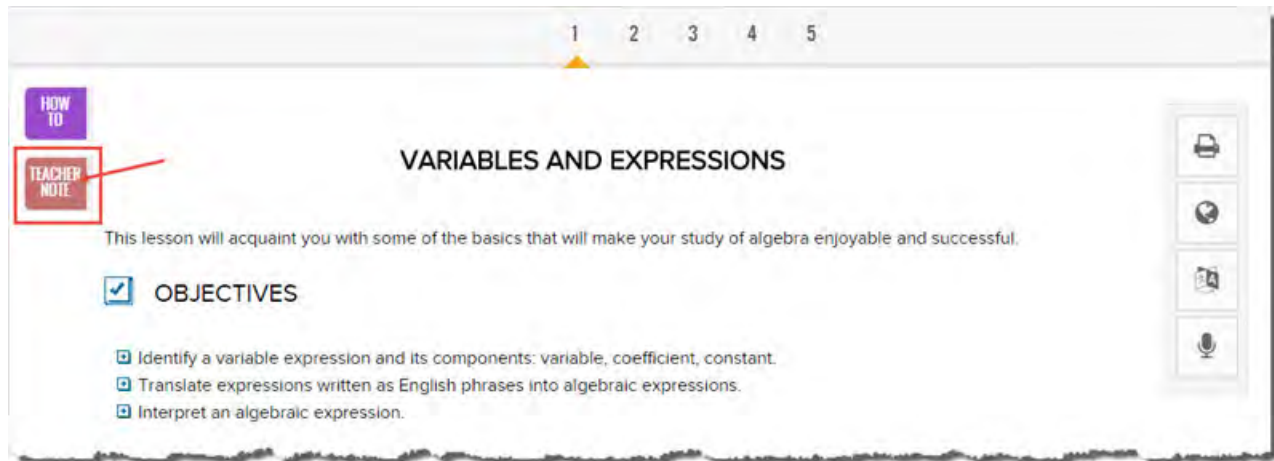 1 2 3 4 5
HOW
TO
TEACHER
NOTE
VARIABLES AND EXPRESSIONS
This lesson will acquaint you with some of the basics that will make your study of algebra enjoyable and successful.
OBJECTIVES
Identify a variable expression and its components: variable, coefficient, constant.
Translate expressions written as English phrases into algebraic expressions.
Interpret an algebraic expression.